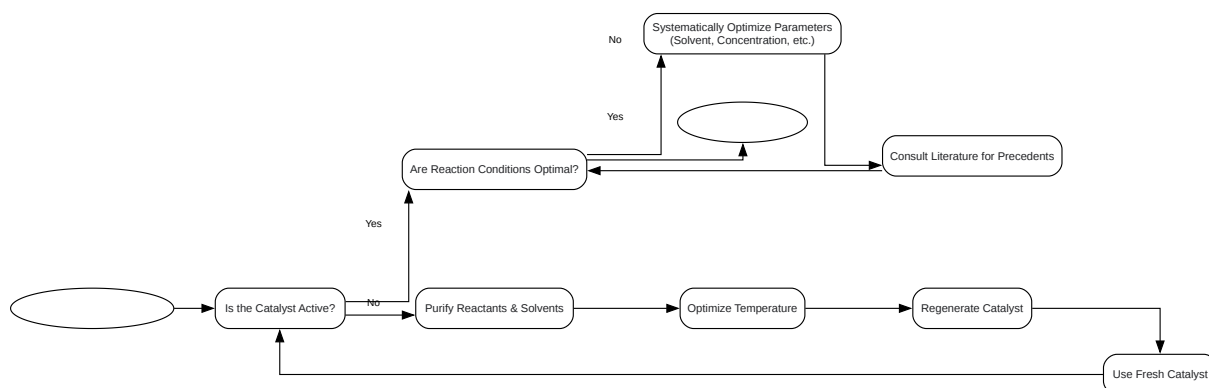 Systematically Optimize Parameters
(Solvent, Concentration, etc.)
No
Yes
Are Reaction Conditions Optimal?
Consult Literature for Precedents
Yes
Is the Catalyst Active?
No
Purify Reactants & Solvents
Optimize Temperature
Regenerate Catalyst
Use Fresh Catalyst